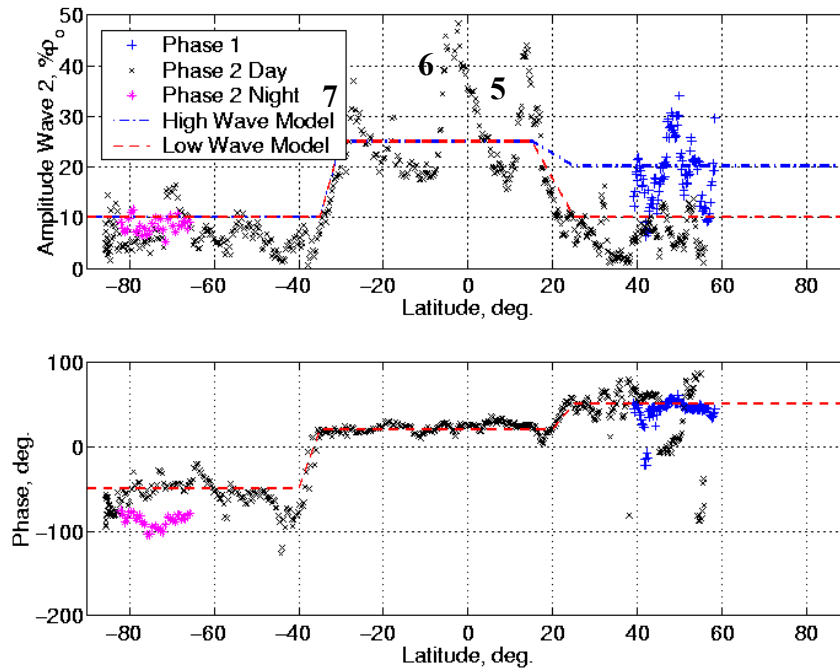 Amplitude Wave 2, %ρo
50
40
30
20
10
0
Phase 1
Phase 2 Day
Phase 2 Night
High Wave Model
Low Wave Model
7
6
5
−80 −60 −40 −20 0 20 40 60 80
Latitude, deg.
Phase, deg.
100
0
−100
−200
−80 −60 −40 −20 0 20 40 60 80
Latitude, deg.